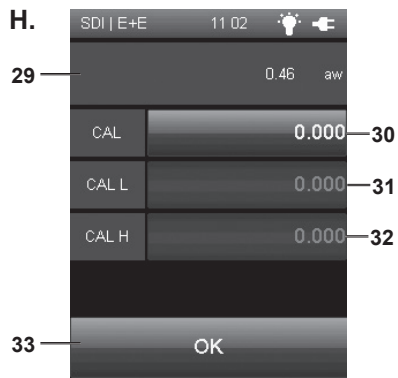 H.
SDI | E+E 11 02
29
0.46 aw
CAL 0.000 30
CAL L 0.000 31
CAL H 0.000 32
33 OK